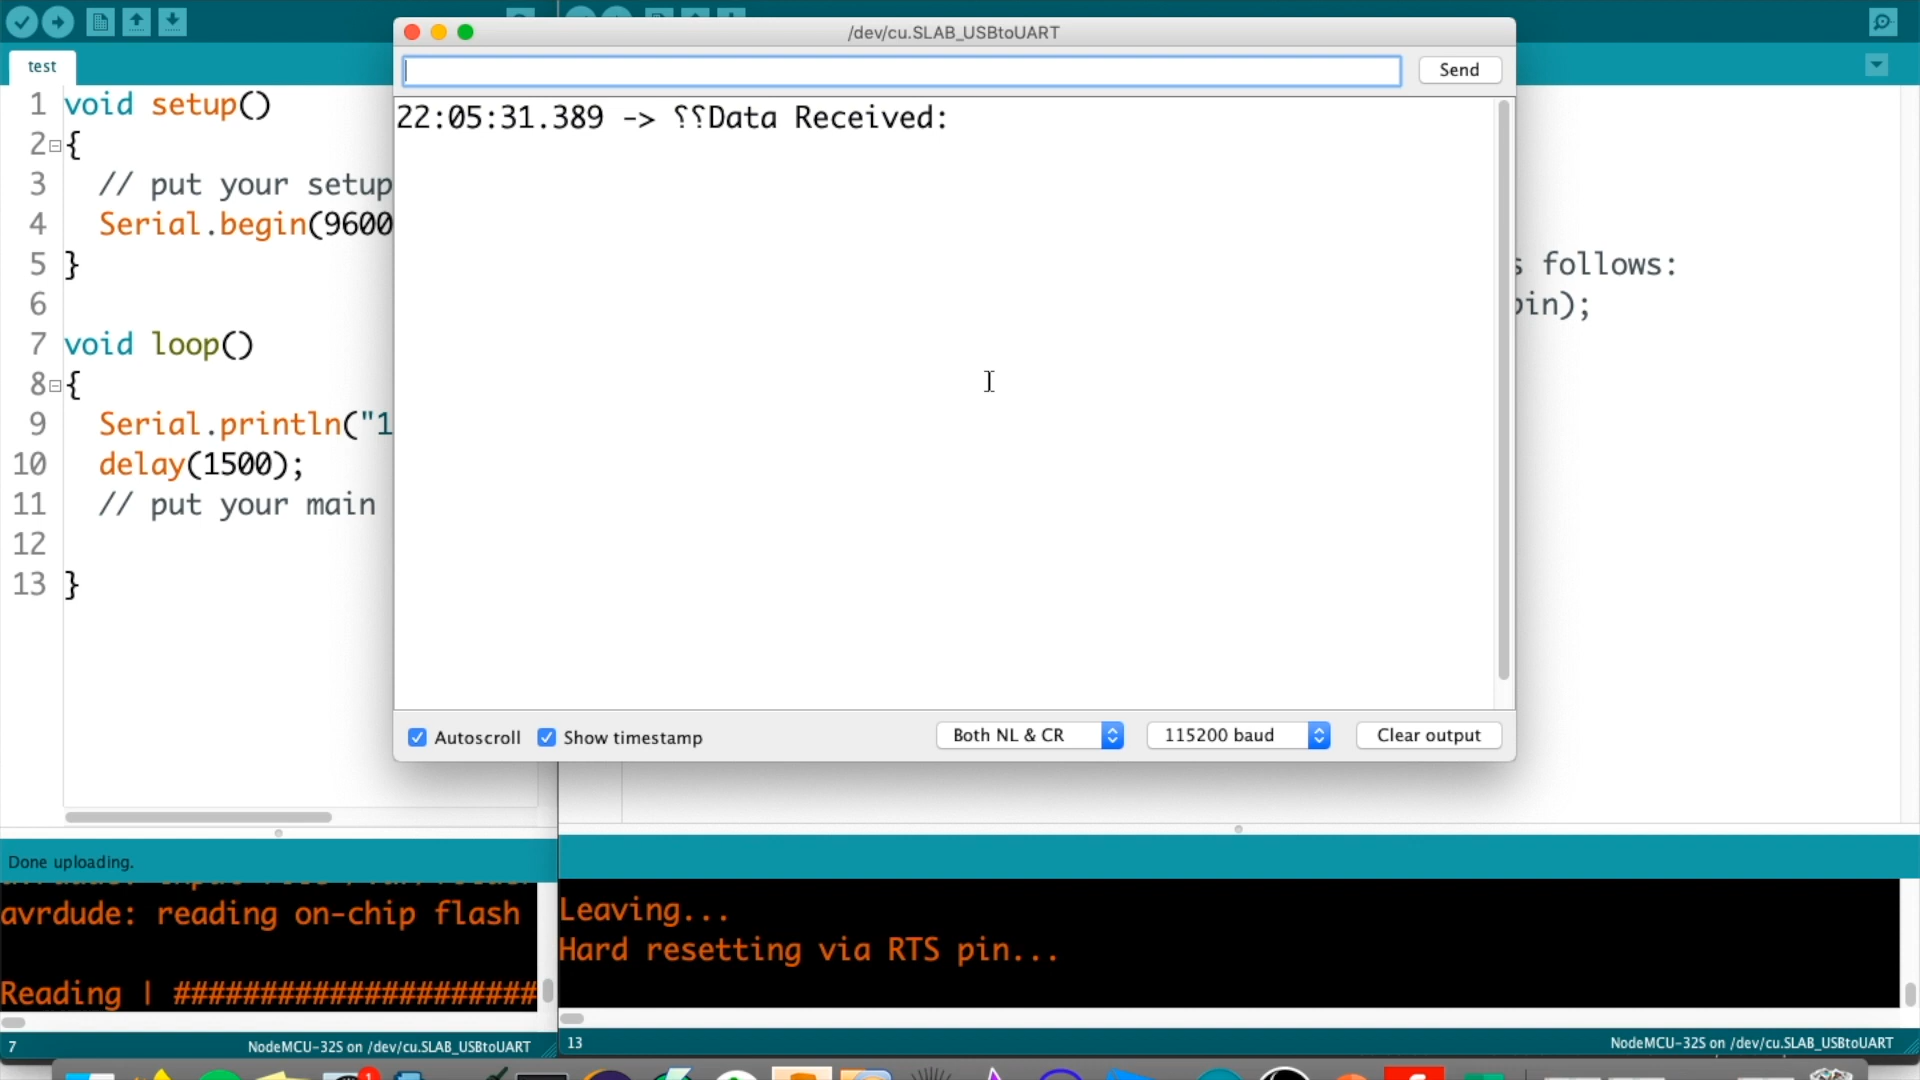 /dev/cu.SLAB_USBtoUART
Send
22:05:31.389 -> ⸮⸮Data Received:
Autoscroll
Show timestamp
Both NL & CR
115200 baud
Clear output
test
1 void setup()
2 {
3 // put your setup
4 Serial.begin(9600
5 }
6
7 void loop()
8 {
9 Serial.println("1
10 delay(1500);
11 // put your main
12
13 }
s follows:
pin);
Done uploading.
avrdude: reading on-chip flash
Reading | #####################
7
NodeMCU-32S on /dev/cu.SLAB_USBtoUART
Leaving...
Hard resetting via RTS pin...
13
NodeMCU-32S on /dev/cu.SLAB_USBtoUART
1